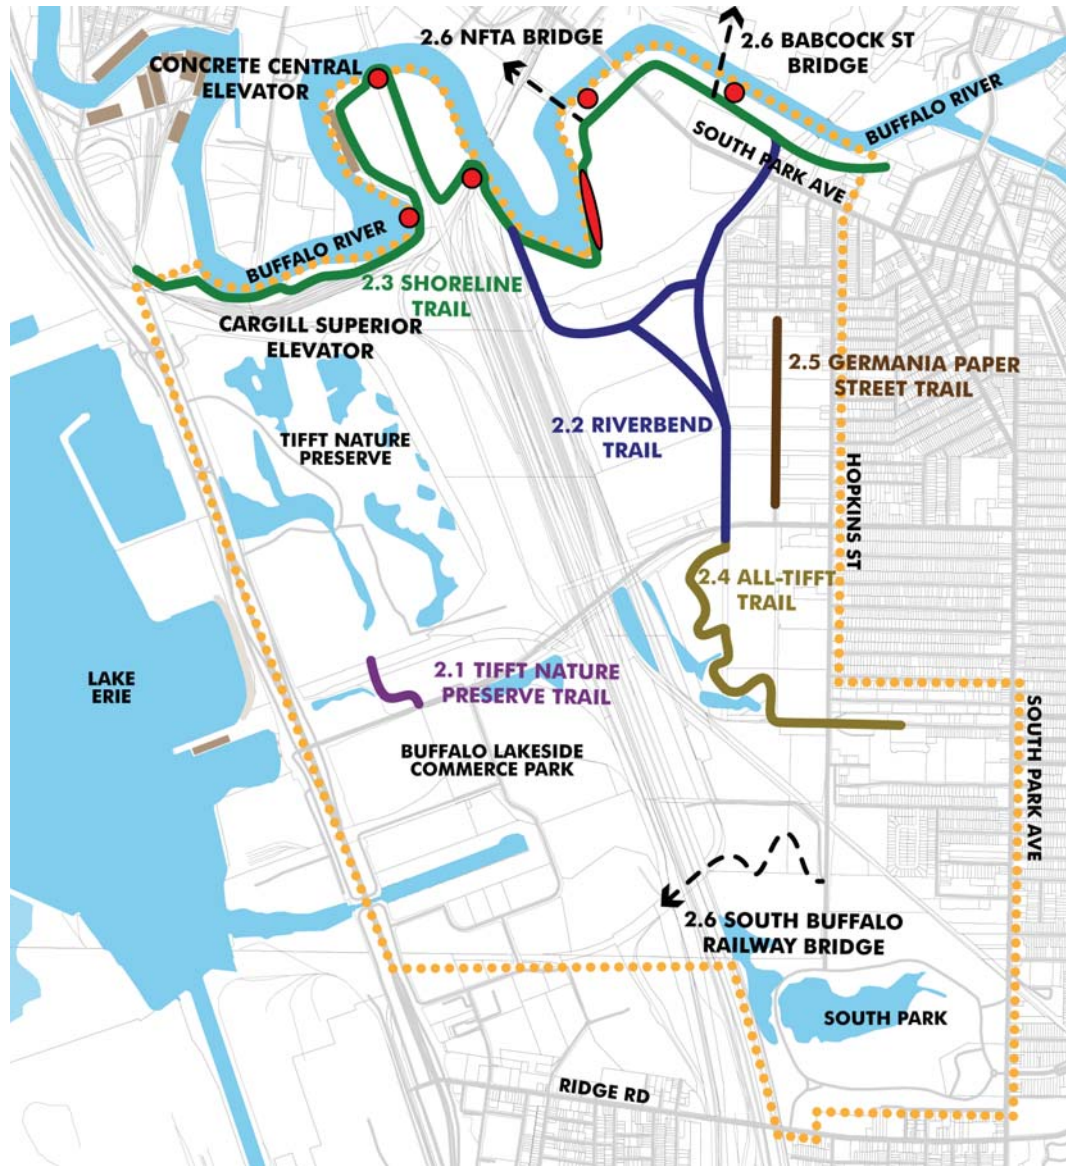 2.6 NFTA BRIDGE
2.6 BABCOCK ST
BRIDGE
CONCRETE CENTRAL
ELEVATOR
BUFFALO RIVER
SOUTH PARK AVE
BUFFALO RIVER
2.3 SHORELINE
TRAIL
CARGILL SUPERIOR
ELEVATOR
2.5 GERMANIA PAPER
STREET TRAIL
2.2 RIVERBEND
TRAIL
TIFFT NATURE
PRESERVE
HOPKINS ST
2.4 ALL-TIFFT
TRAIL
2.1 TIFFT NATURE
PRESERVE TRAIL
LAKE
ERIE
SOUTH PARK AVE
BUFFALO LAKESIDE
COMMERCE PARK
2.6 SOUTH BUFFALO
RAILWAY BRIDGE
SOUTH PARK
RIDGE RD